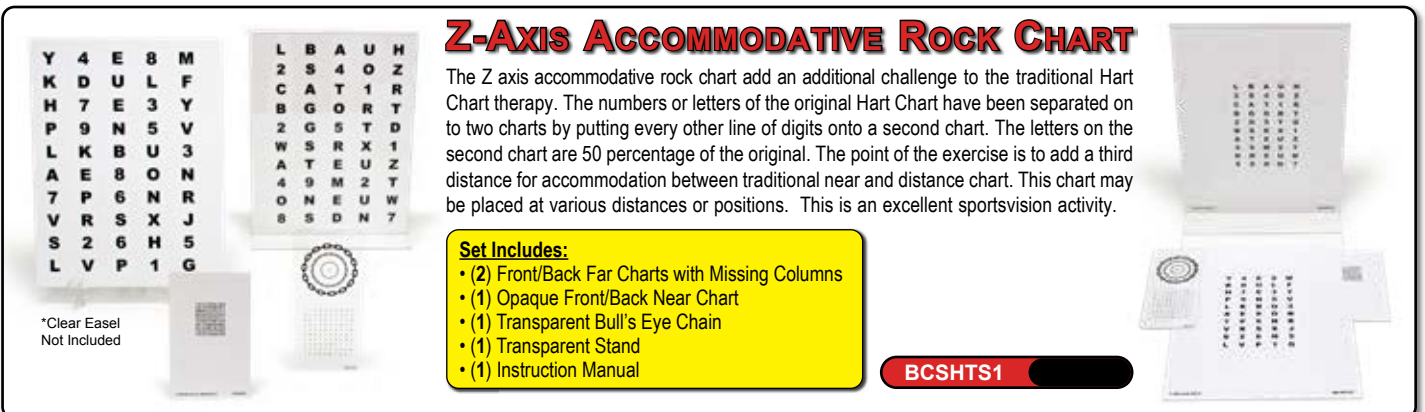 Y 4 E 8 M
K D U L F
H 7 E 3 Y
P 9 N 5 V
L K B U 3
A E 8 O N
7 P 6 N R
V R S X J
S 2 6 H 5
L V P 1 G
*Clear Easel
Not Included
L B A U H
2 S 4 O Z
C A T 1 R
B G O R T
2 G 5 T D
W S R X 1
A T E U Z
4 9 M 2 T
O N E U W
8 S D N 7
Z-Axis Accommodative Rock Chart
The Z axis accommodative rock chart add an additional challenge to the traditional Hart
Chart therapy. The numbers or letters of the original Hart Chart have been separated on
to two charts by putting every other line of digits onto a second chart. The letters on the
second chart are 50 percentage of the original. The point of the exercise is to add a third
distance for accommodation between traditional near and distance chart. This chart may
be placed at various distances or positions. This is an excellent sportsvision activity.
Set Includes:
• (2) Front/Back Far Charts with Missing Columns
• (1) Opaque Front/Back Near Chart
• (1) Transparent Bull's Eye Chain
• (1) Transparent Stand
• (1) Instruction Manual
BCSHTS1